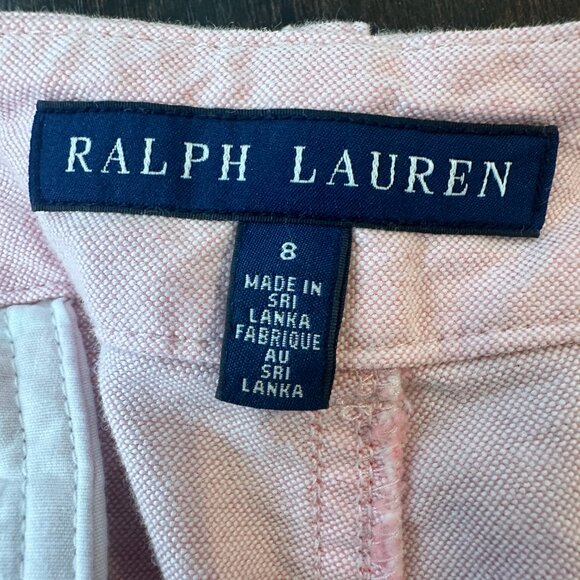 RALPH LAUREN
8
MADE IN
SRI
LANKA
FABRIQUE
AU
SRI
LANKA